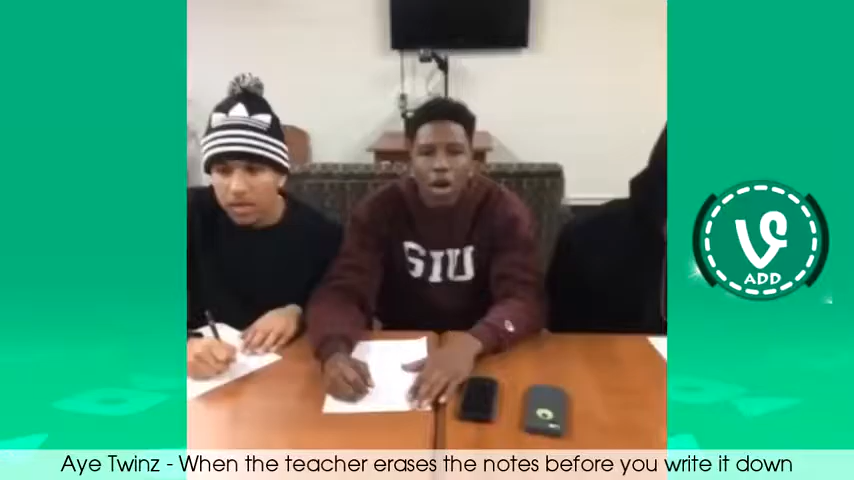 SIU
ADD
Aye Twinz - When the teacher erases the notes before you write it down